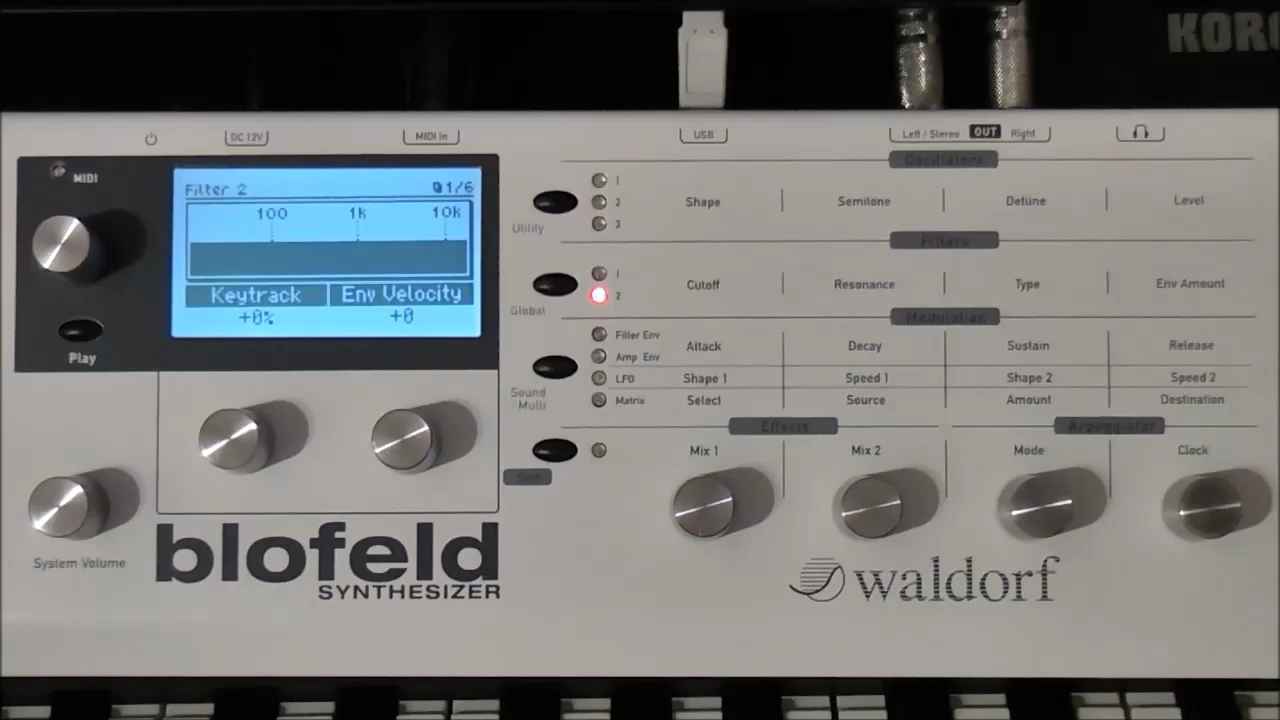 KORG
DC 12V
MIDI In
USB
Left / Stereo OUT Right
MIDI
Filter 2 1/6
100 1k 10k
Keytrack Env Velocity
+0% +0
Play
System Volume
blofeld
SYNTHESIZER
Utility
Global
Sound
Multi
Shift
Oscillators
1
2
3
Shape Semitone Detune Level
Filters
1
2
Cutoff Resonance Type Env Amount
Modulation
Filter Env
Amp Env
Attack Decay Sustain Release
LFO Shape 1 Speed 1 Shape 2 Speed 2
Matrix Select Source Amount Destination
Effects Arpeggiator
Mix 1 Mix 2 Mode Clock
waldorf